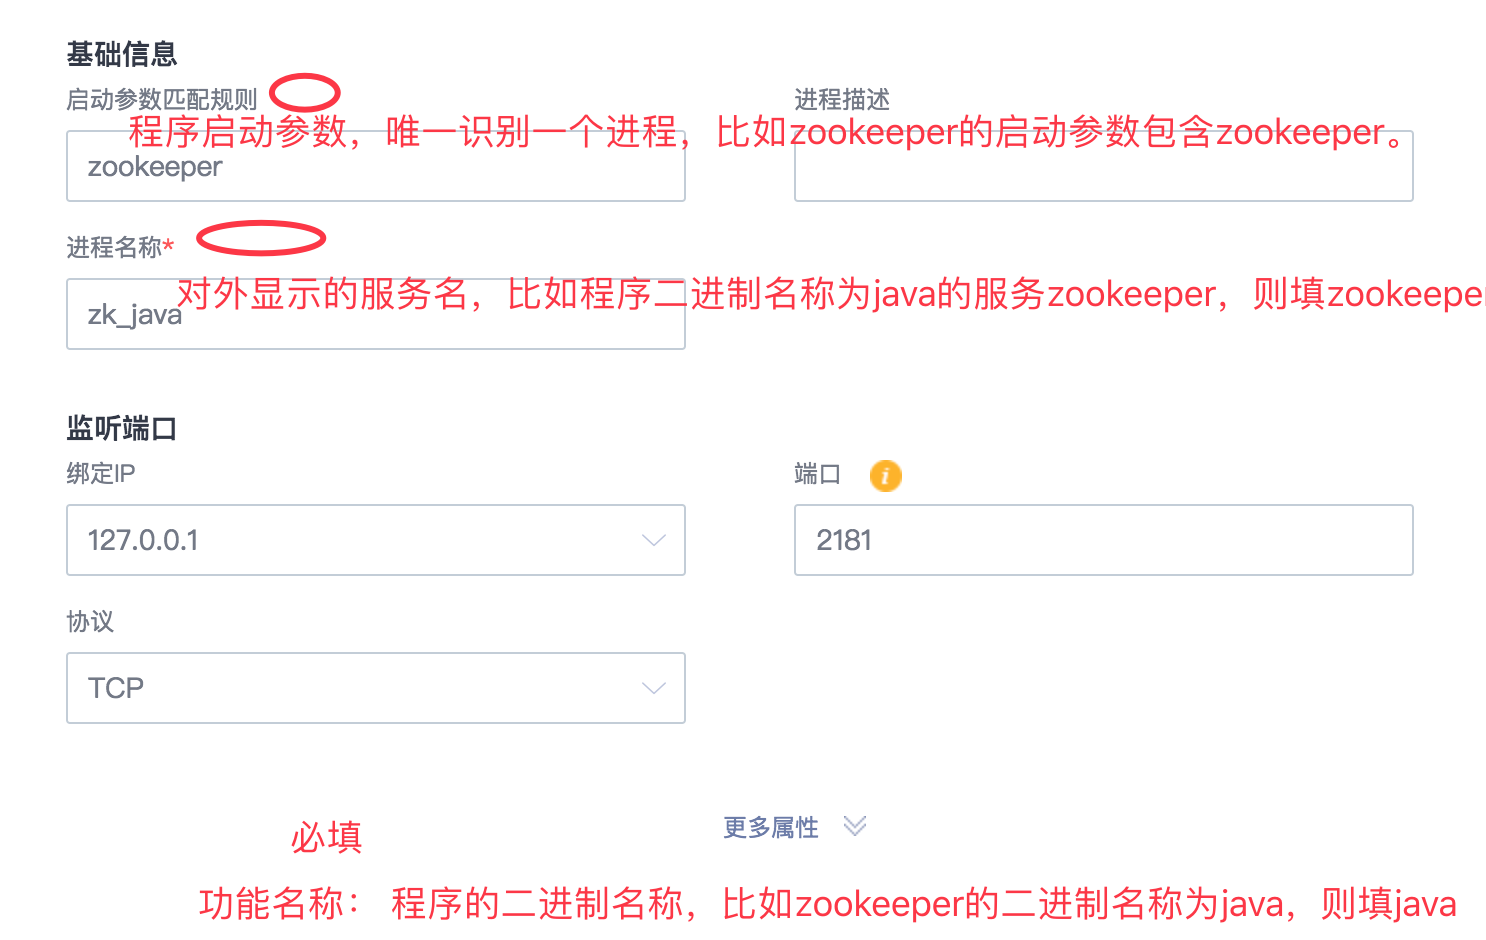 基础信息
启动参数匹配规则
进程描述
程序启动参数，唯一识别一个进程，比如zookeeper的启动参数包含zookeeper。
zookeeper
进程名称*
对外显示的服务名，比如程序二进制名称为java的服务zookeeper，则填zookeeper
zk_java
监听端口
绑定IP
端口
i
127.0.0.1
2181
协议
TCP
必填
更多属性
功能名称： 程序的二进制名称，比如zookeeper的二进制名称为java，则填java